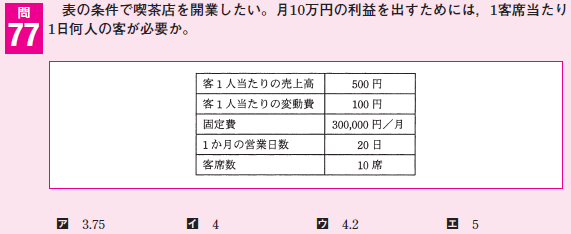 問
77
表の条件で喫茶店を開業したい。月10万円の利益を出すためには，1客席当たり
1日何人の客が必要か。
客1人当たりの売上高 500 円
客1人当たりの変動費 100 円
固定費 300,000 円／月
1か月の営業日数 20 日
客席数 10 席
ア 3.75 イ 4 ウ 4.2 エ 5